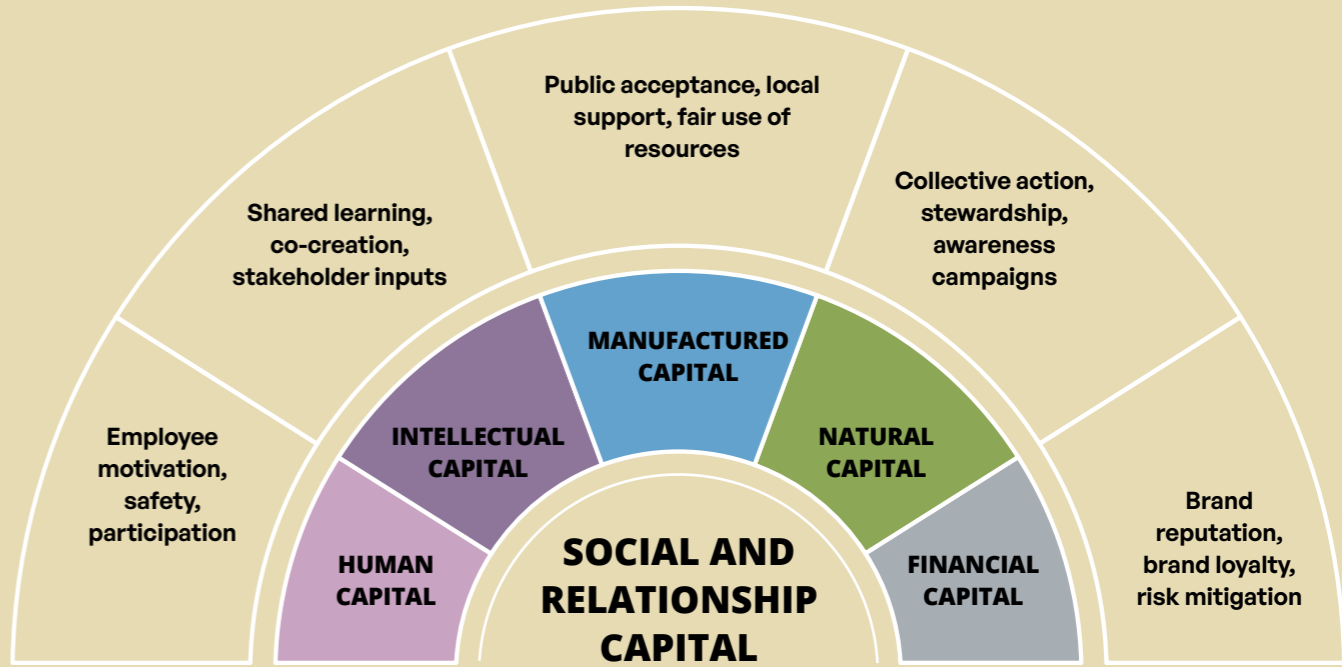 Public acceptance, local
support, fair use of
resources
Collective action,
stewardship,
awareness
campaigns
Shared learning,
co-creation,
stakeholder inputs
MANUFACTURED
CAPITAL
INTELLECTUAL
CAPITAL
NATURAL
CAPITAL
Employee
motivation,
safety,
participation
Brand
reputation,
brand loyalty,
risk mitigation
HUMAN
CAPITAL
FINANCIAL
CAPITAL
SOCIAL AND
RELATIONSHIP
CAPITAL